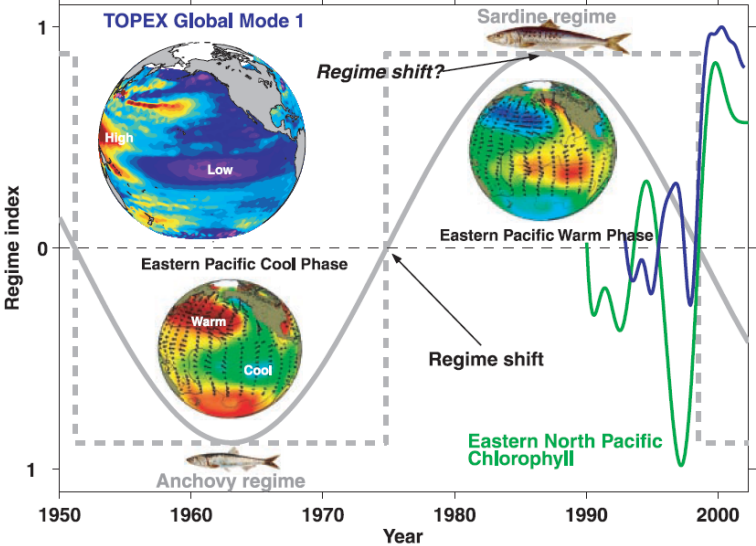 TOPEX Global Mode 1
Sardine regime
Regime shift?
High
Low
Eastern Pacific Warm Phase
Eastern Pacific Cool Phase
Warm
Cool
Regime shift
Eastern North Pacific
Chlorophyll
Anchovy regime
Regime index
1
0
1
1950
1960
1970
1980
1990
2000
Year